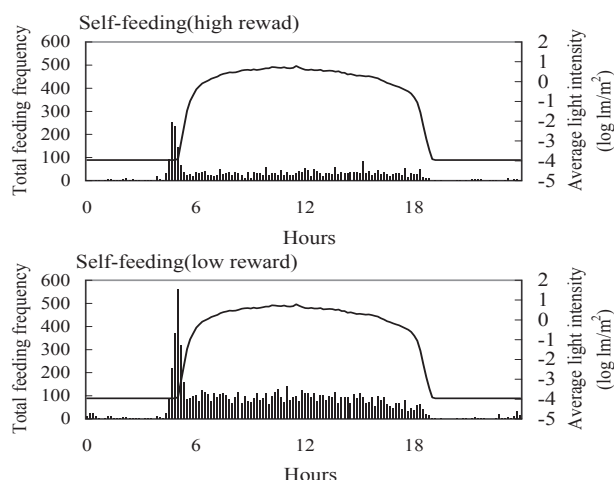 Self-feeding(high rewad)
Total feeding frequency
600
500
400
300
200
100
0
2
1
0
-1
-2
-3
-4
-5
Average light intensity
(log lm/m²)
0 6 12 18
Hours
Self-feeding(low reward)
Total feeding frequency
600
500
400
300
200
100
0
2
1
0
-1
-2
-3
-4
-5
Average light intensity
(log lm/m²)
0 6 12 18
Hours